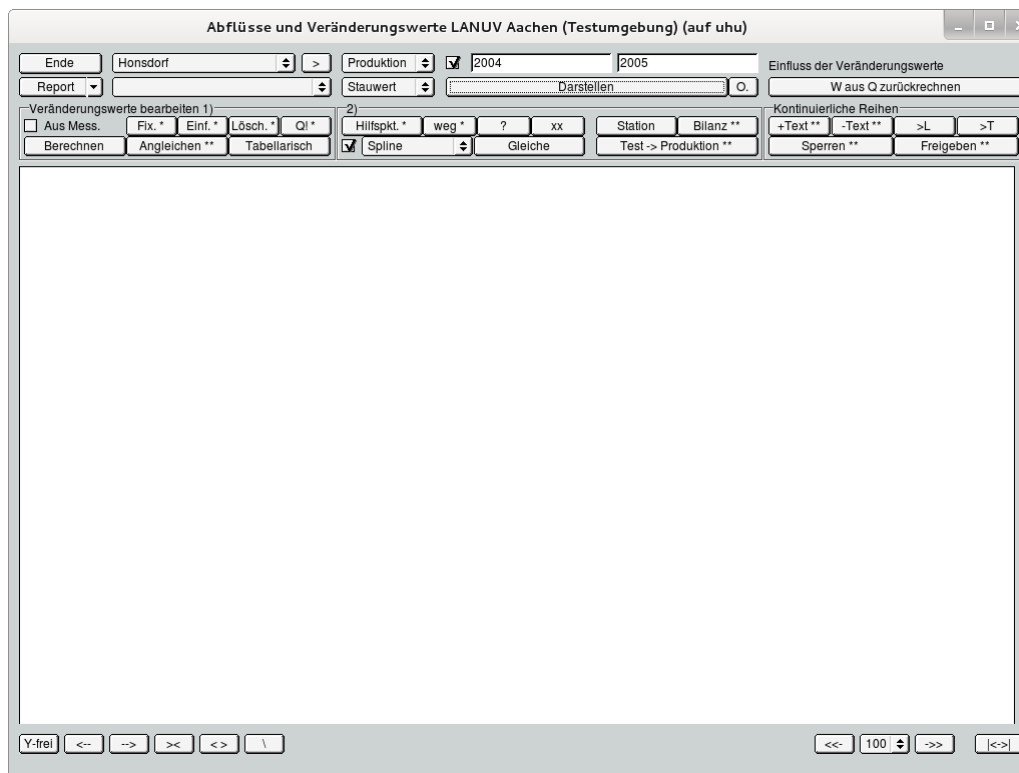 Abflüsse und Veränderungswerte LANUV Aachen (Testumgebung) (auf uhu)
Ende Honsdorf > Produktion 2004 2005 Einfluss der Veränderungswerte
Report Stauwert Darstellen O. W aus Q zurückrechnen
Veränderungswerte bearbeiten 1) 2) Kontinuierliche Reihen
Aus Mess. Fix. * Einf. * Lösch. * Q! * Hilfspkt. * weg * ? xx Station Bilanz ** +Text ** -Text ** >L >T
Berechnen Angleichen ** Tabellarisch Spline Gleiche Test -> Produktion ** Sperren ** Freigeben **
Y-frei <-- --> >< <> \ <<- 100 ->> |<->|